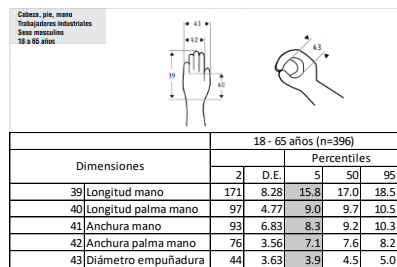 Cabeza, pie, mano
Trabajadores industriales
Sexo masculino
18 a 65 años
41
42
39
40
43
18 - 65 años (n=396)
Dimensiones Percentiles
2 D.E. 5 50 95
39 Longitud mano 171 8.28 15.8 17.0 18.5
40 Longitud palma mano 97 4.77 9.0 9.7 10.5
41 Anchura mano 93 6.83 8.3 9.2 10.3
42 Anchura palma mano 76 3.56 7.1 7.6 8.2
43 Diámetro empuñadura 44 3.63 3.9 4.5 5.0